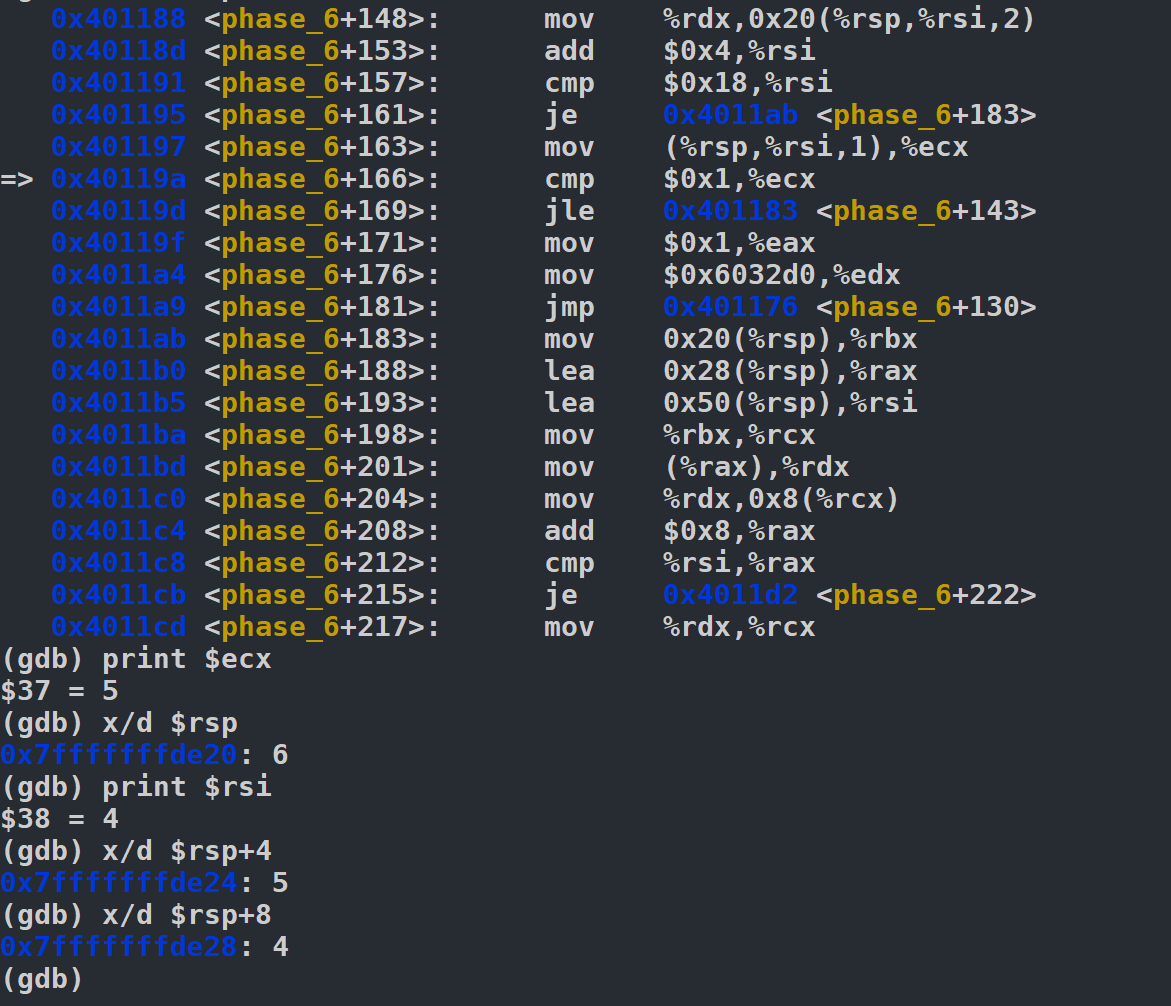 0x401188 <phase_6+148>: mov %rdx,0x20(%rsp,%rsi,2)
0x40118d <phase_6+153>: add $0x4,%rsi
0x401191 <phase_6+157>: cmp $0x18,%rsi
0x401195 <phase_6+161>: je 0x4011ab <phase_6+183>
0x401197 <phase_6+163>: mov (%rsp,%rsi,1),%ecx
=> 0x40119a <phase_6+166>: cmp $0x1,%ecx
0x40119d <phase_6+169>: jle 0x401183 <phase_6+143>
0x40119f <phase_6+171>: mov $0x1,%eax
0x4011a4 <phase_6+176>: mov $0x6032d0,%edx
0x4011a9 <phase_6+181>: jmp 0x401176 <phase_6+130>
0x4011ab <phase_6+183>: mov 0x20(%rsp),%rbx
0x4011b0 <phase_6+188>: lea 0x28(%rsp),%rax
0x4011b5 <phase_6+193>: lea 0x50(%rsp),%rsi
0x4011ba <phase_6+198>: mov %rbx,%rcx
0x4011bd <phase_6+201>: mov (%rax),%rdx
0x4011c0 <phase_6+204>: mov %rdx,0x8(%rcx)
0x4011c4 <phase_6+208>: add $0x8,%rax
0x4011c8 <phase_6+212>: cmp %rsi,%rax
0x4011cb <phase_6+215>: je 0x4011d2 <phase_6+222>
0x4011cd <phase_6+217>: mov %rdx,%rcx
(gdb) print $ecx
$37 = 5
(gdb) x/d $rsp
0x7fffffffde20: 6
(gdb) print $rsi
$38 = 4
(gdb) x/d $rsp+4
0x7fffffffde24: 5
(gdb) x/d $rsp+8
0x7fffffffde28: 4
(gdb)